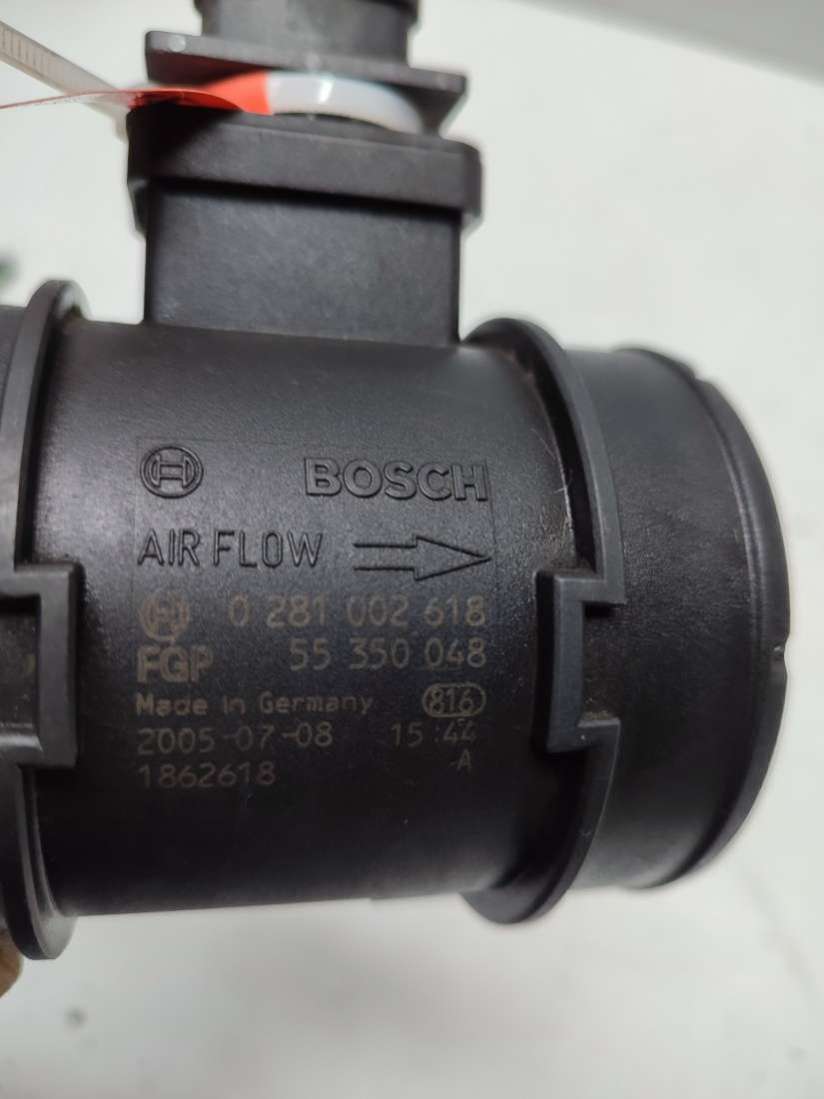 BOSCH
AIR FLOW
0 281 002 618
FGP 55 350 048
Made in Germany 816
2005-07-08 15:44
1862618 A